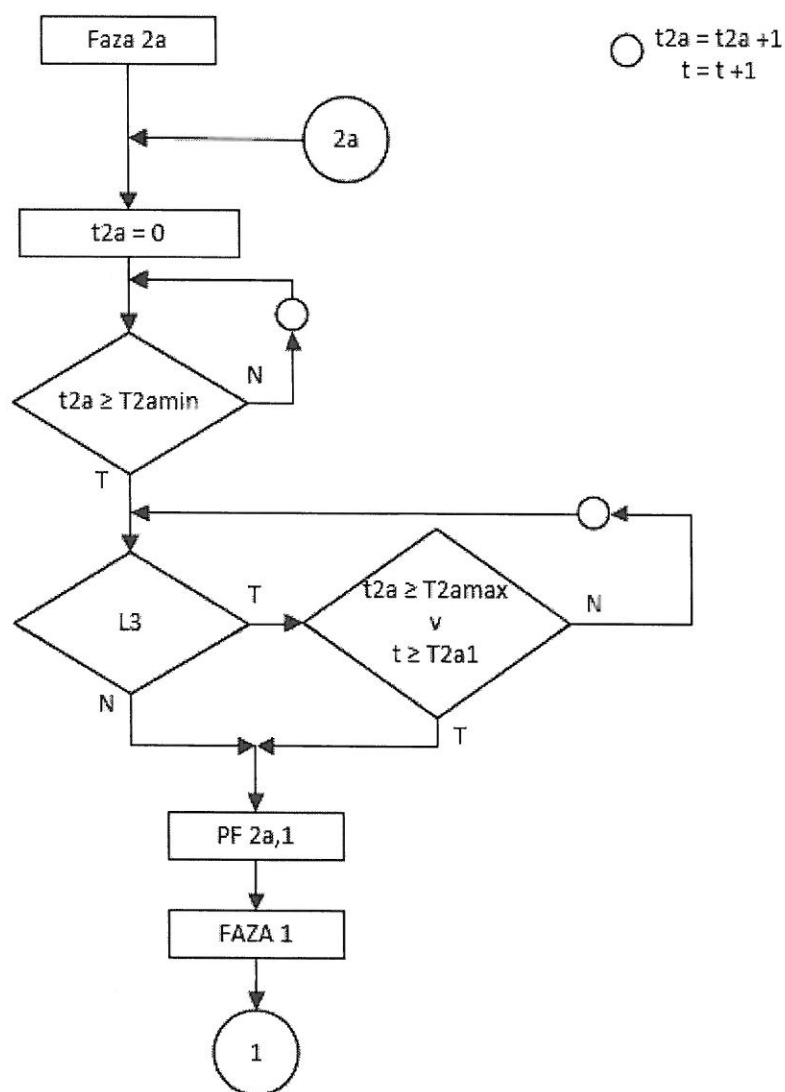 Faza 2a
t2a = t2a +1
t = t +1
2a
t2a = 0
N
t2a ≥ T2amin
T
L3
T
t2a ≥ T2amax
v
t ≥ T2a1
N
N
T
PF 2a,1
FAZA 1
1